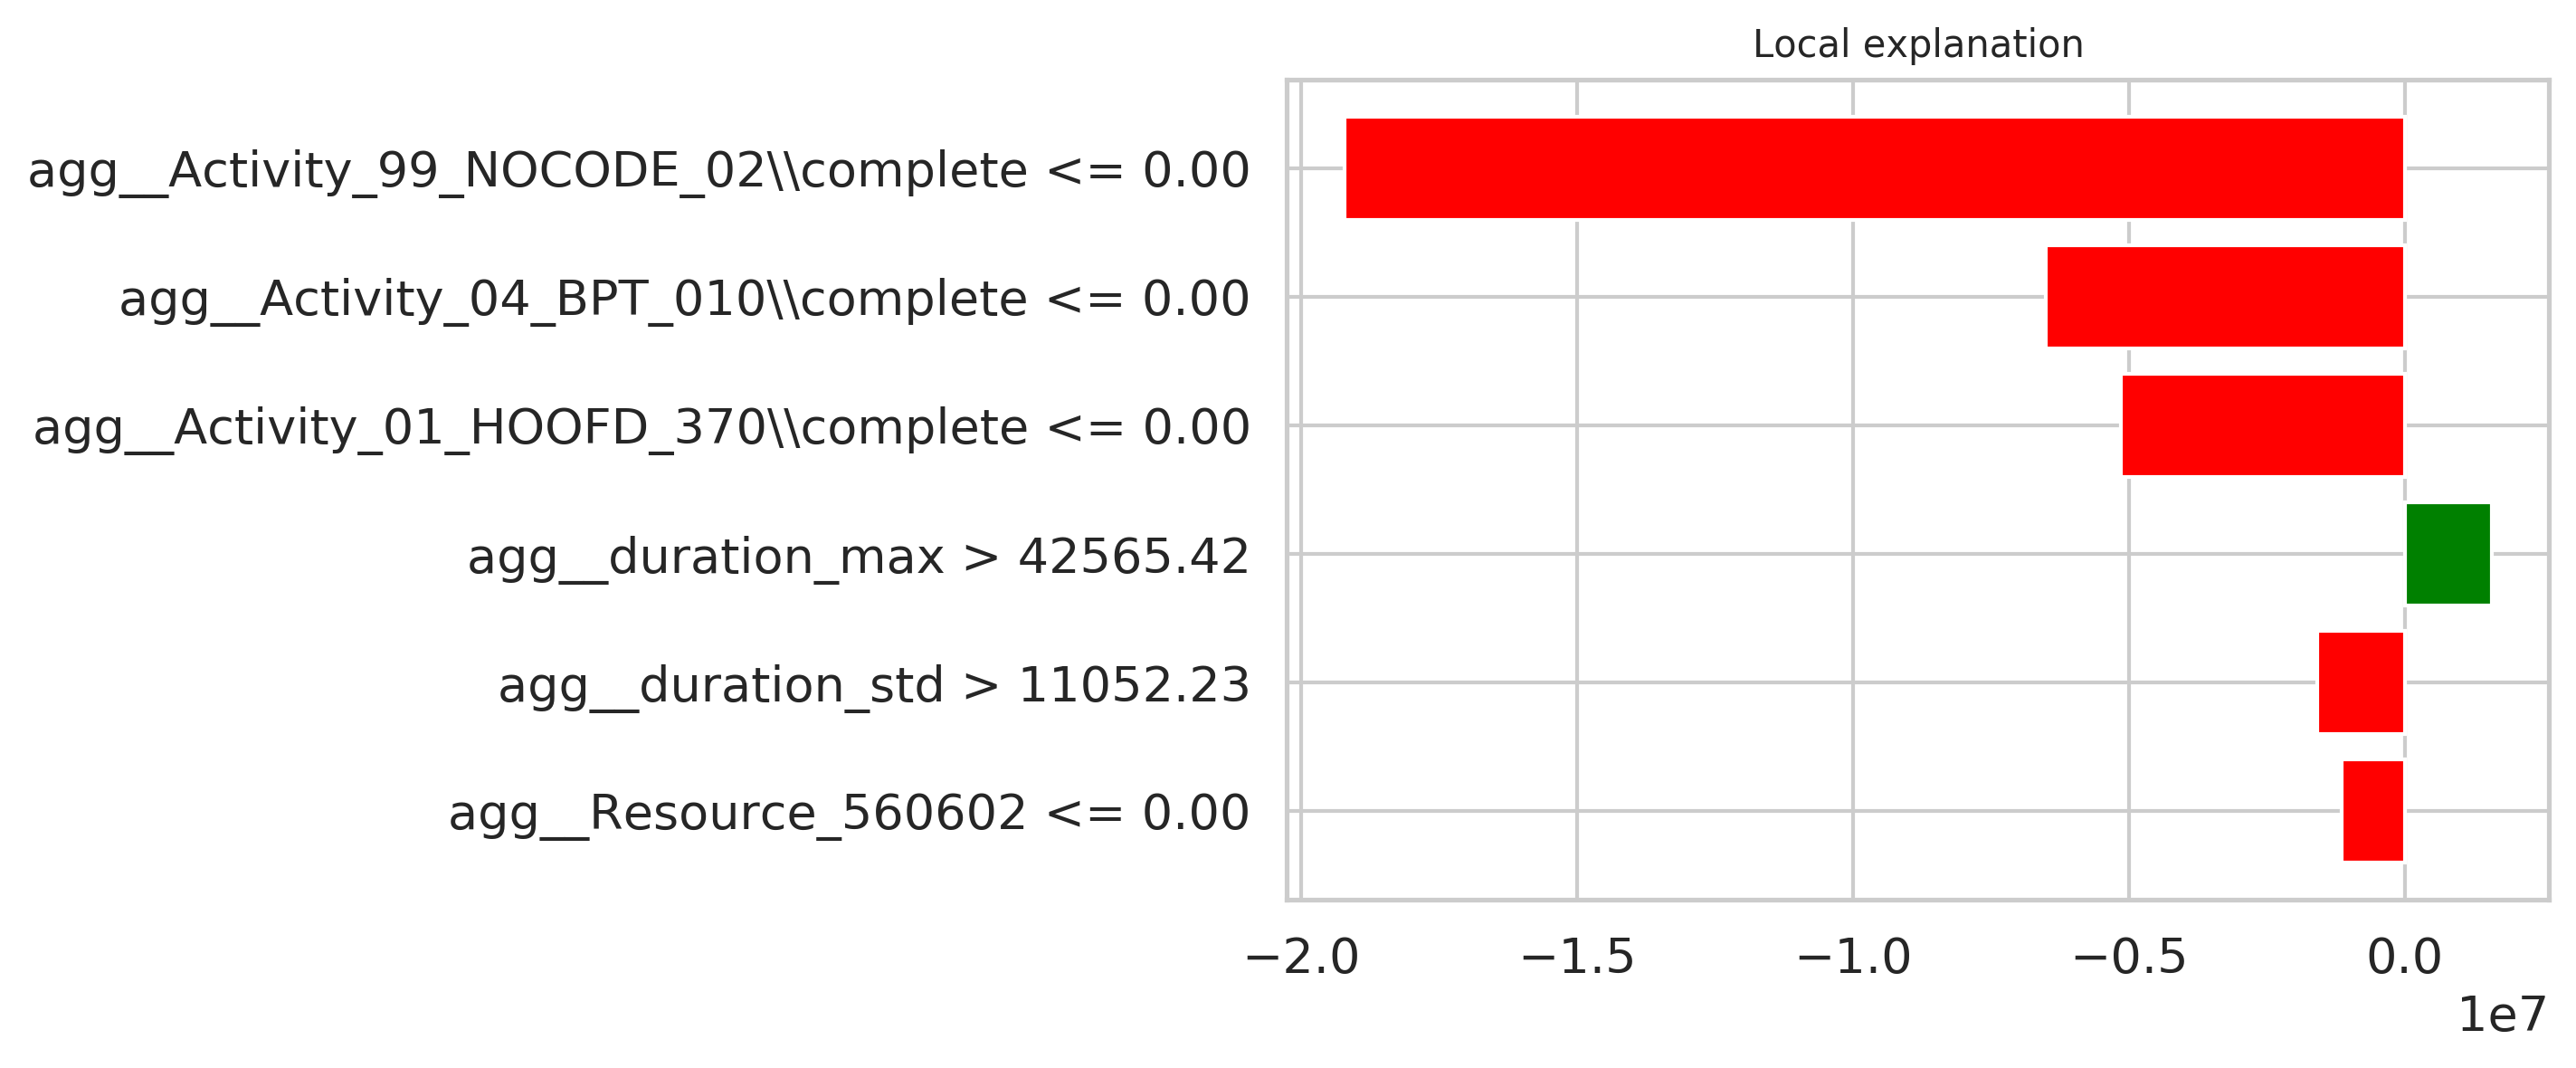 Local explanation
agg__Activity_99_NOCODE_02\\complete <= 0.00
agg__Activity_04_BPT_010\\complete <= 0.00
agg__Activity_01_HOOFD_370\\complete <= 0.00
agg__duration_max > 42565.42
agg__duration_std > 11052.23
agg__Resource_560602 <= 0.00
−2.0 −1.5 −1.0 −0.5 0.0
1e7